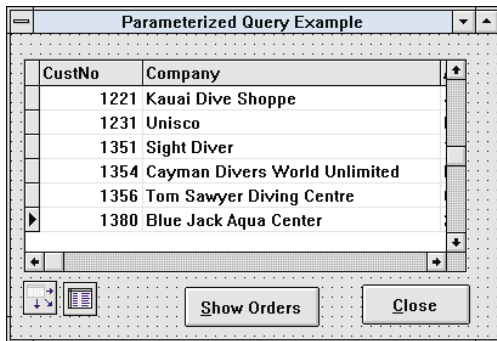 Parameterized Query Example
CustNo Company
1221 Kauai Dive Shoppe
1231 Unisco
1351 Sight Diver
1354 Cayman Divers World Unlimited
1356 Tom Sawyer Diving Centre
1380 Blue Jack Aqua Center
Show Orders Close